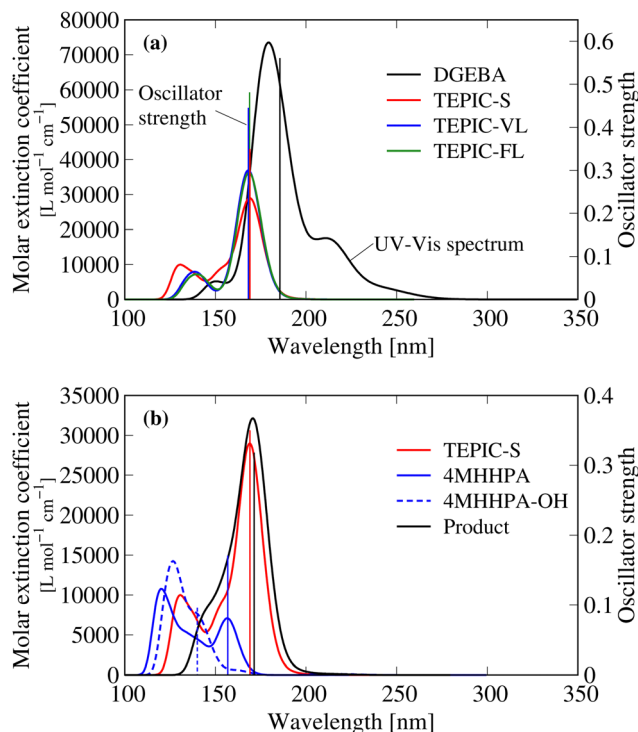 80000
70000
60000
50000
40000
30000
20000
10000
0
Molar extinction coefficient
[L mol⁻¹ cm⁻¹]
(a)
Oscillator
strength
DGEBA
TEPIC-S
TEPIC-VL
TEPIC-FL
UV-Vis spectrum
0.6
0.5
0.4
0.3
0.2
0.1
0
Oscillator strength
100 150 200 250 300 350
Wavelength [nm]
35000
30000
25000
20000
15000
10000
5000
0
Molar extinction coefficient
[L mol⁻¹ cm⁻¹]
(b)
TEPIC-S
4MHHPA
4MHHPA-OH
Product
0.4
0.3
0.2
0.1
0
Oscillator strength
100 150 200 250 300 350
Wavelength [nm]